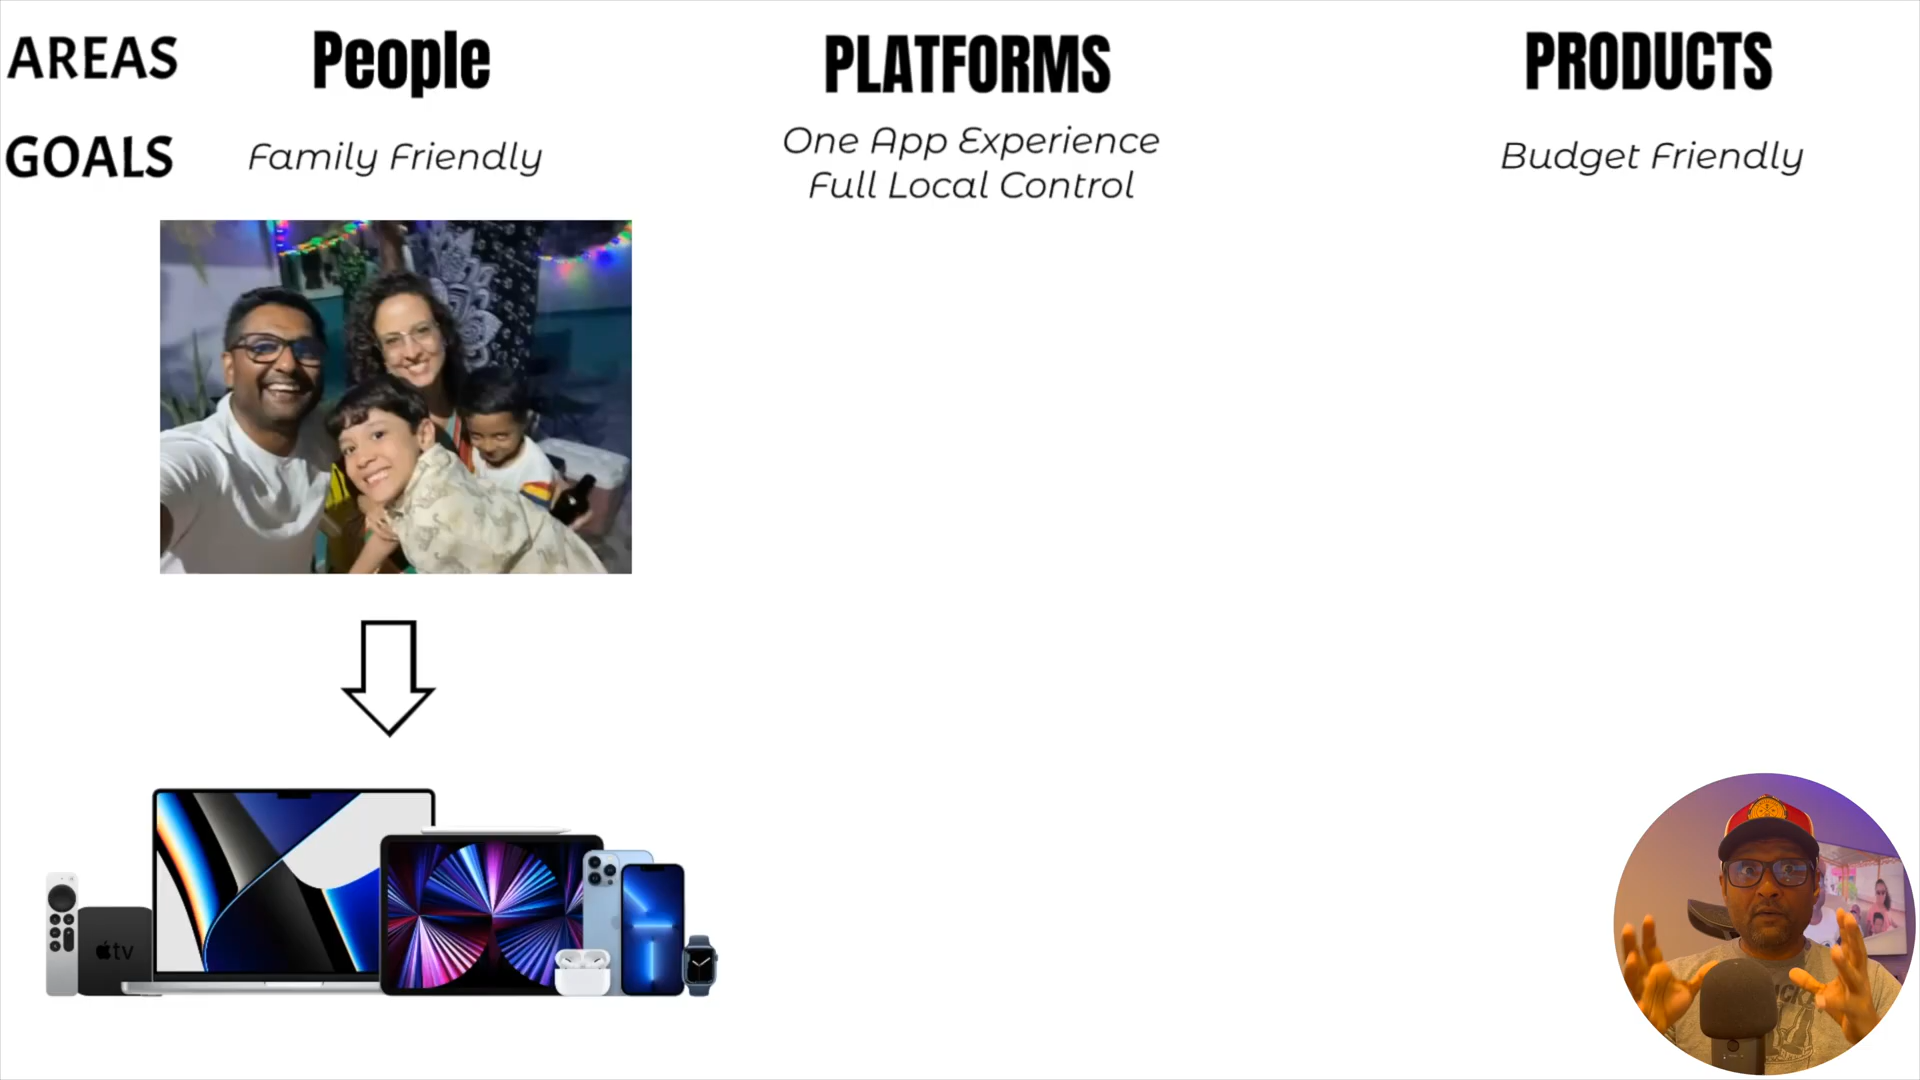 AREAS
People
PLATFORMS
PRODUCTS
GOALS
Family Friendly
One App Experience
Full Local Control
Budget Friendly
tv